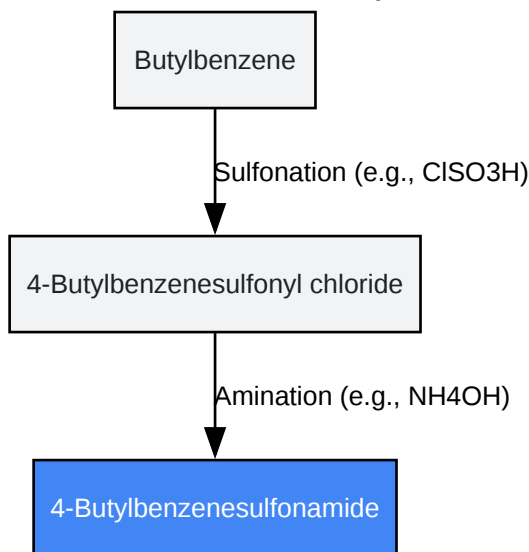 Butylbenzene
Sulfonation (e.g., ClSO3H)
4-Butylbenzenesulfonyl chloride
Amination (e.g., NH4OH)
4-Butylbenzenesulfonamide